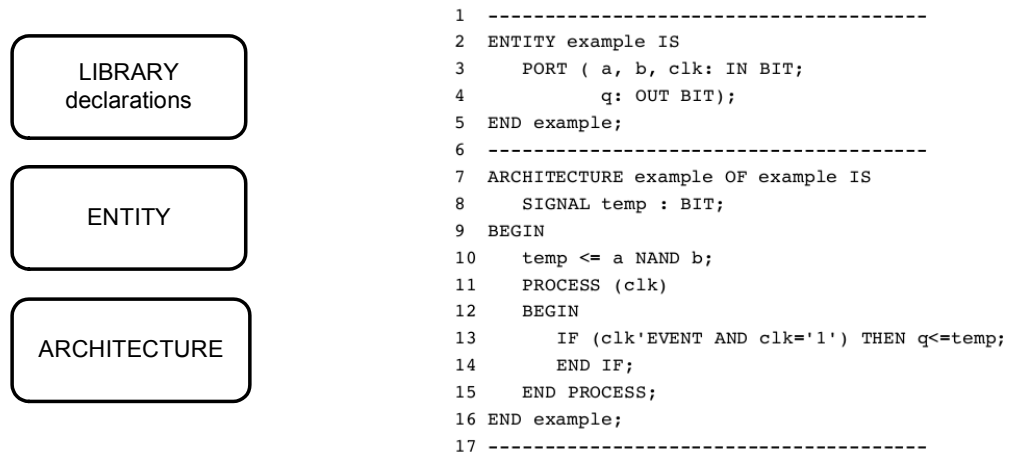 LIBRARY
declarations
ENTITY
ARCHITECTURE
1 --------------------------------------
2 ENTITY example IS
3    PORT ( a, b, clk: IN BIT;
4           q: OUT BIT);
5 END example;
6 --------------------------------------
7 ARCHITECTURE example OF example IS
8    SIGNAL temp : BIT;
9 BEGIN
10    temp <= a NAND b;
11    PROCESS (clk)
12    BEGIN
13       IF (clk'EVENT AND clk='1') THEN q<=temp;
14       END IF;
15    END PROCESS;
16 END example;
17 --------------------------------------